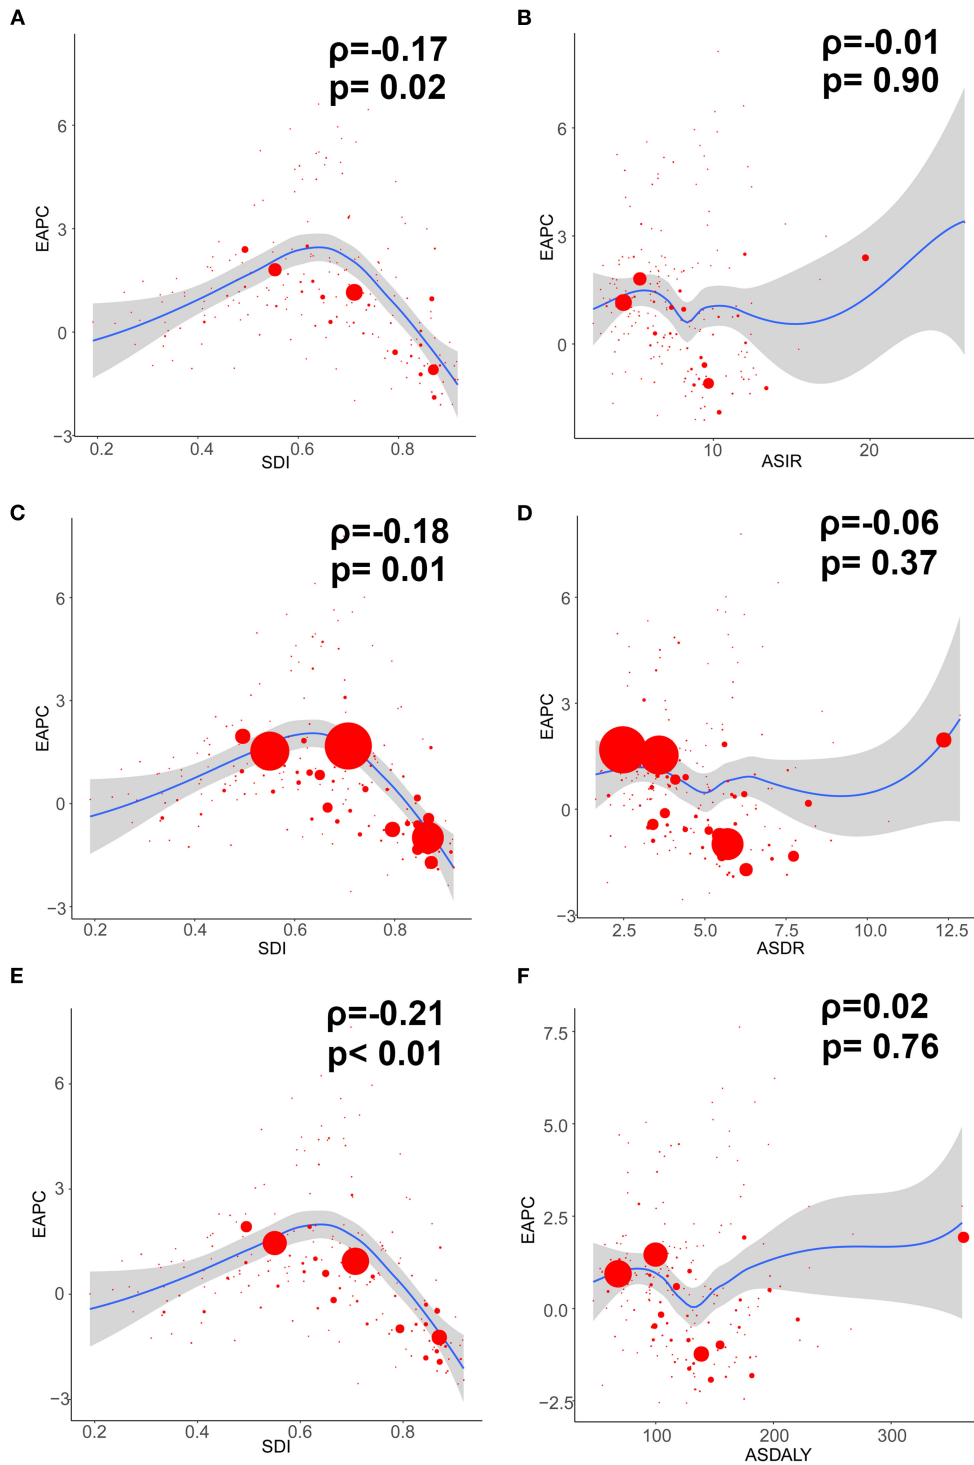 A
ρ=-0.17
p= 0.02
EAPC
6
3
0
−3
0.2 0.4 0.6 0.8
SDI
B
ρ=-0.01
p= 0.90
EAPC
6
3
0
10 20
ASIR
C
ρ=-0.18
p= 0.01
EAPC
6
3
0
−3
0.2 0.4 0.6 0.8
SDI
D
ρ=-0.06
p= 0.37
EAPC
6
3
0
−3
2.5 5.0 7.5 10.0 12.5
ASDR
E
ρ=-0.21
p< 0.01
EAPC
6
3
0
−3
0.2 0.4 0.6 0.8
SDI
F
ρ=0.02
p= 0.76
EAPC
7.5
5.0
2.5
0.0
−2.5
100 200 300
ASDALY